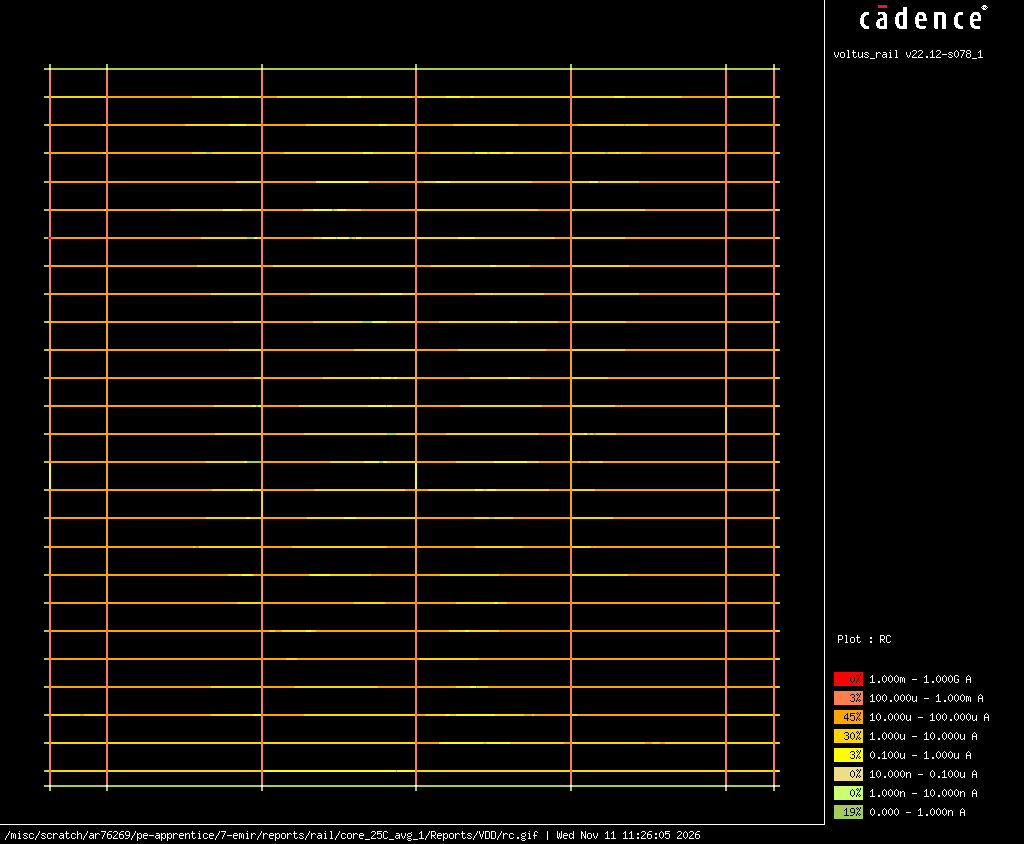 cādence®
voltus_rail v22.12-s078_1
Plot : RC
0% 1.000m - 1.000G A
3% 100.000u - 1.000m A
45% 10.000u - 100.000u A
30% 1.000u - 10.000u A
3% 0.100u - 1.000u A
0% 10.000n - 0.100u A
0% 1.000n - 10.000n A
19% 0.000 - 1.000n A
/misc/scratch/ar76269/pe-apprentice/7-emir/reports/rail/core_25C_avg_1/Reports/VDD/rc.gif | Wed Nov 11 11:26:05 2026